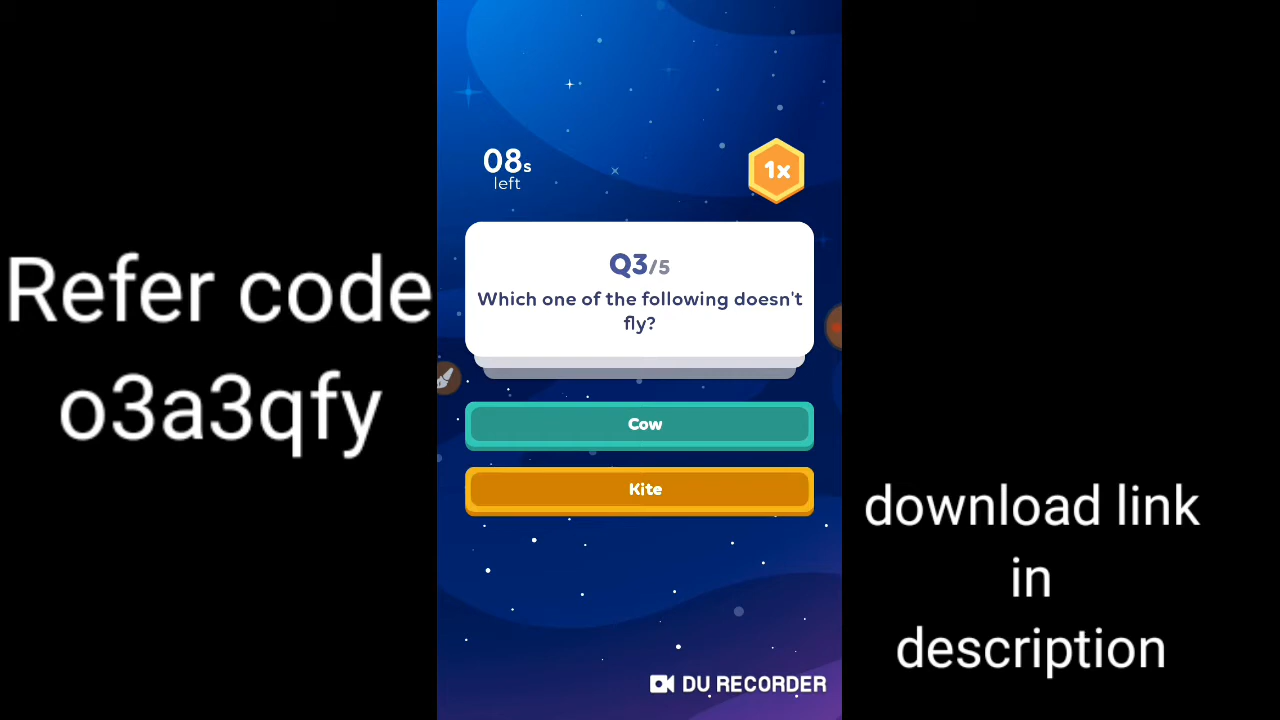 Refer code
o3a3qfy
08s
left
1x
Q3/5
Which one of the following doesn't
fly?
Cow
Kite
download link
in
description
DU RECORDER